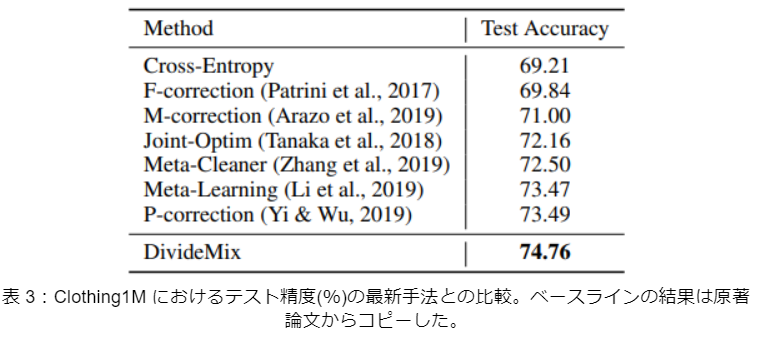 Method Test Accuracy
Cross-Entropy 69.21
F-correction (Patrini et al., 2017) 69.84
M-correction (Arazo et al., 2019) 71.00
Joint-Optim (Tanaka et al., 2018) 72.16
Meta-Cleaner (Zhang et al., 2019) 72.50
Meta-Learning (Li et al., 2019) 73.47
P-correction (Yi & Wu, 2019) 73.49
DivideMix 74.76
表 3：Clothing1M におけるテスト精度(%)の最新手法との比較。ベースラインの結果は原著
論文からコピーした。